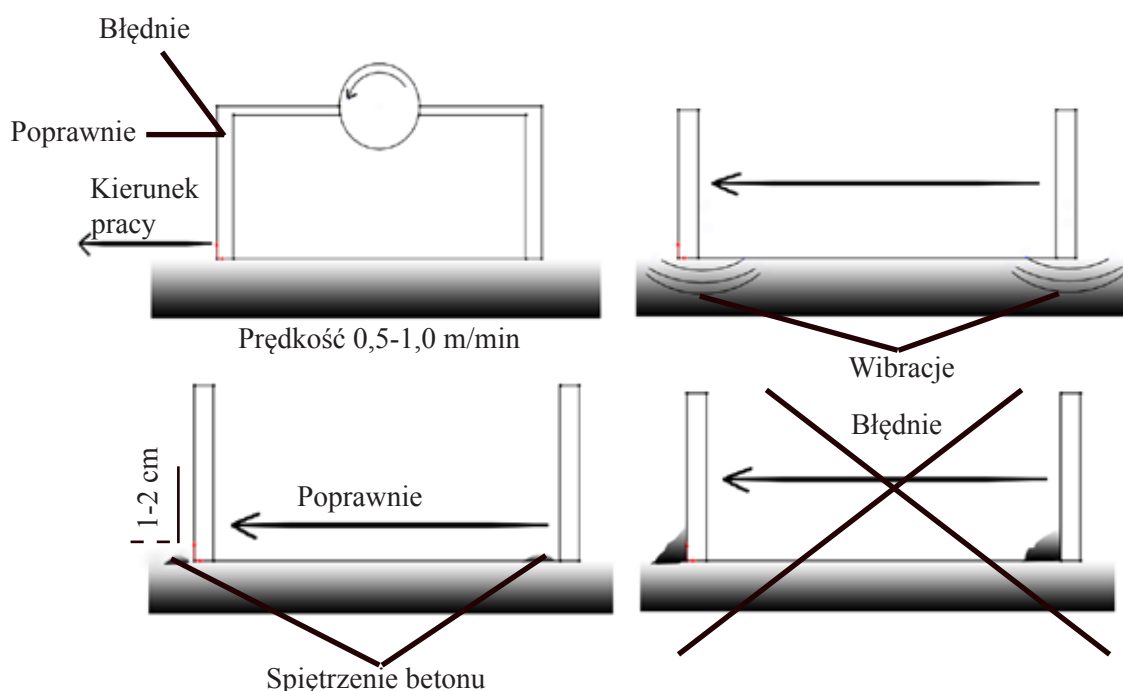 Błędnie
Poprawnie
Kierunek
pracy
Prędkość 0,5-1,0 m/min
Wibracje
1-2 cm
Poprawnie
Błędnie
Spiętrzenie betonu